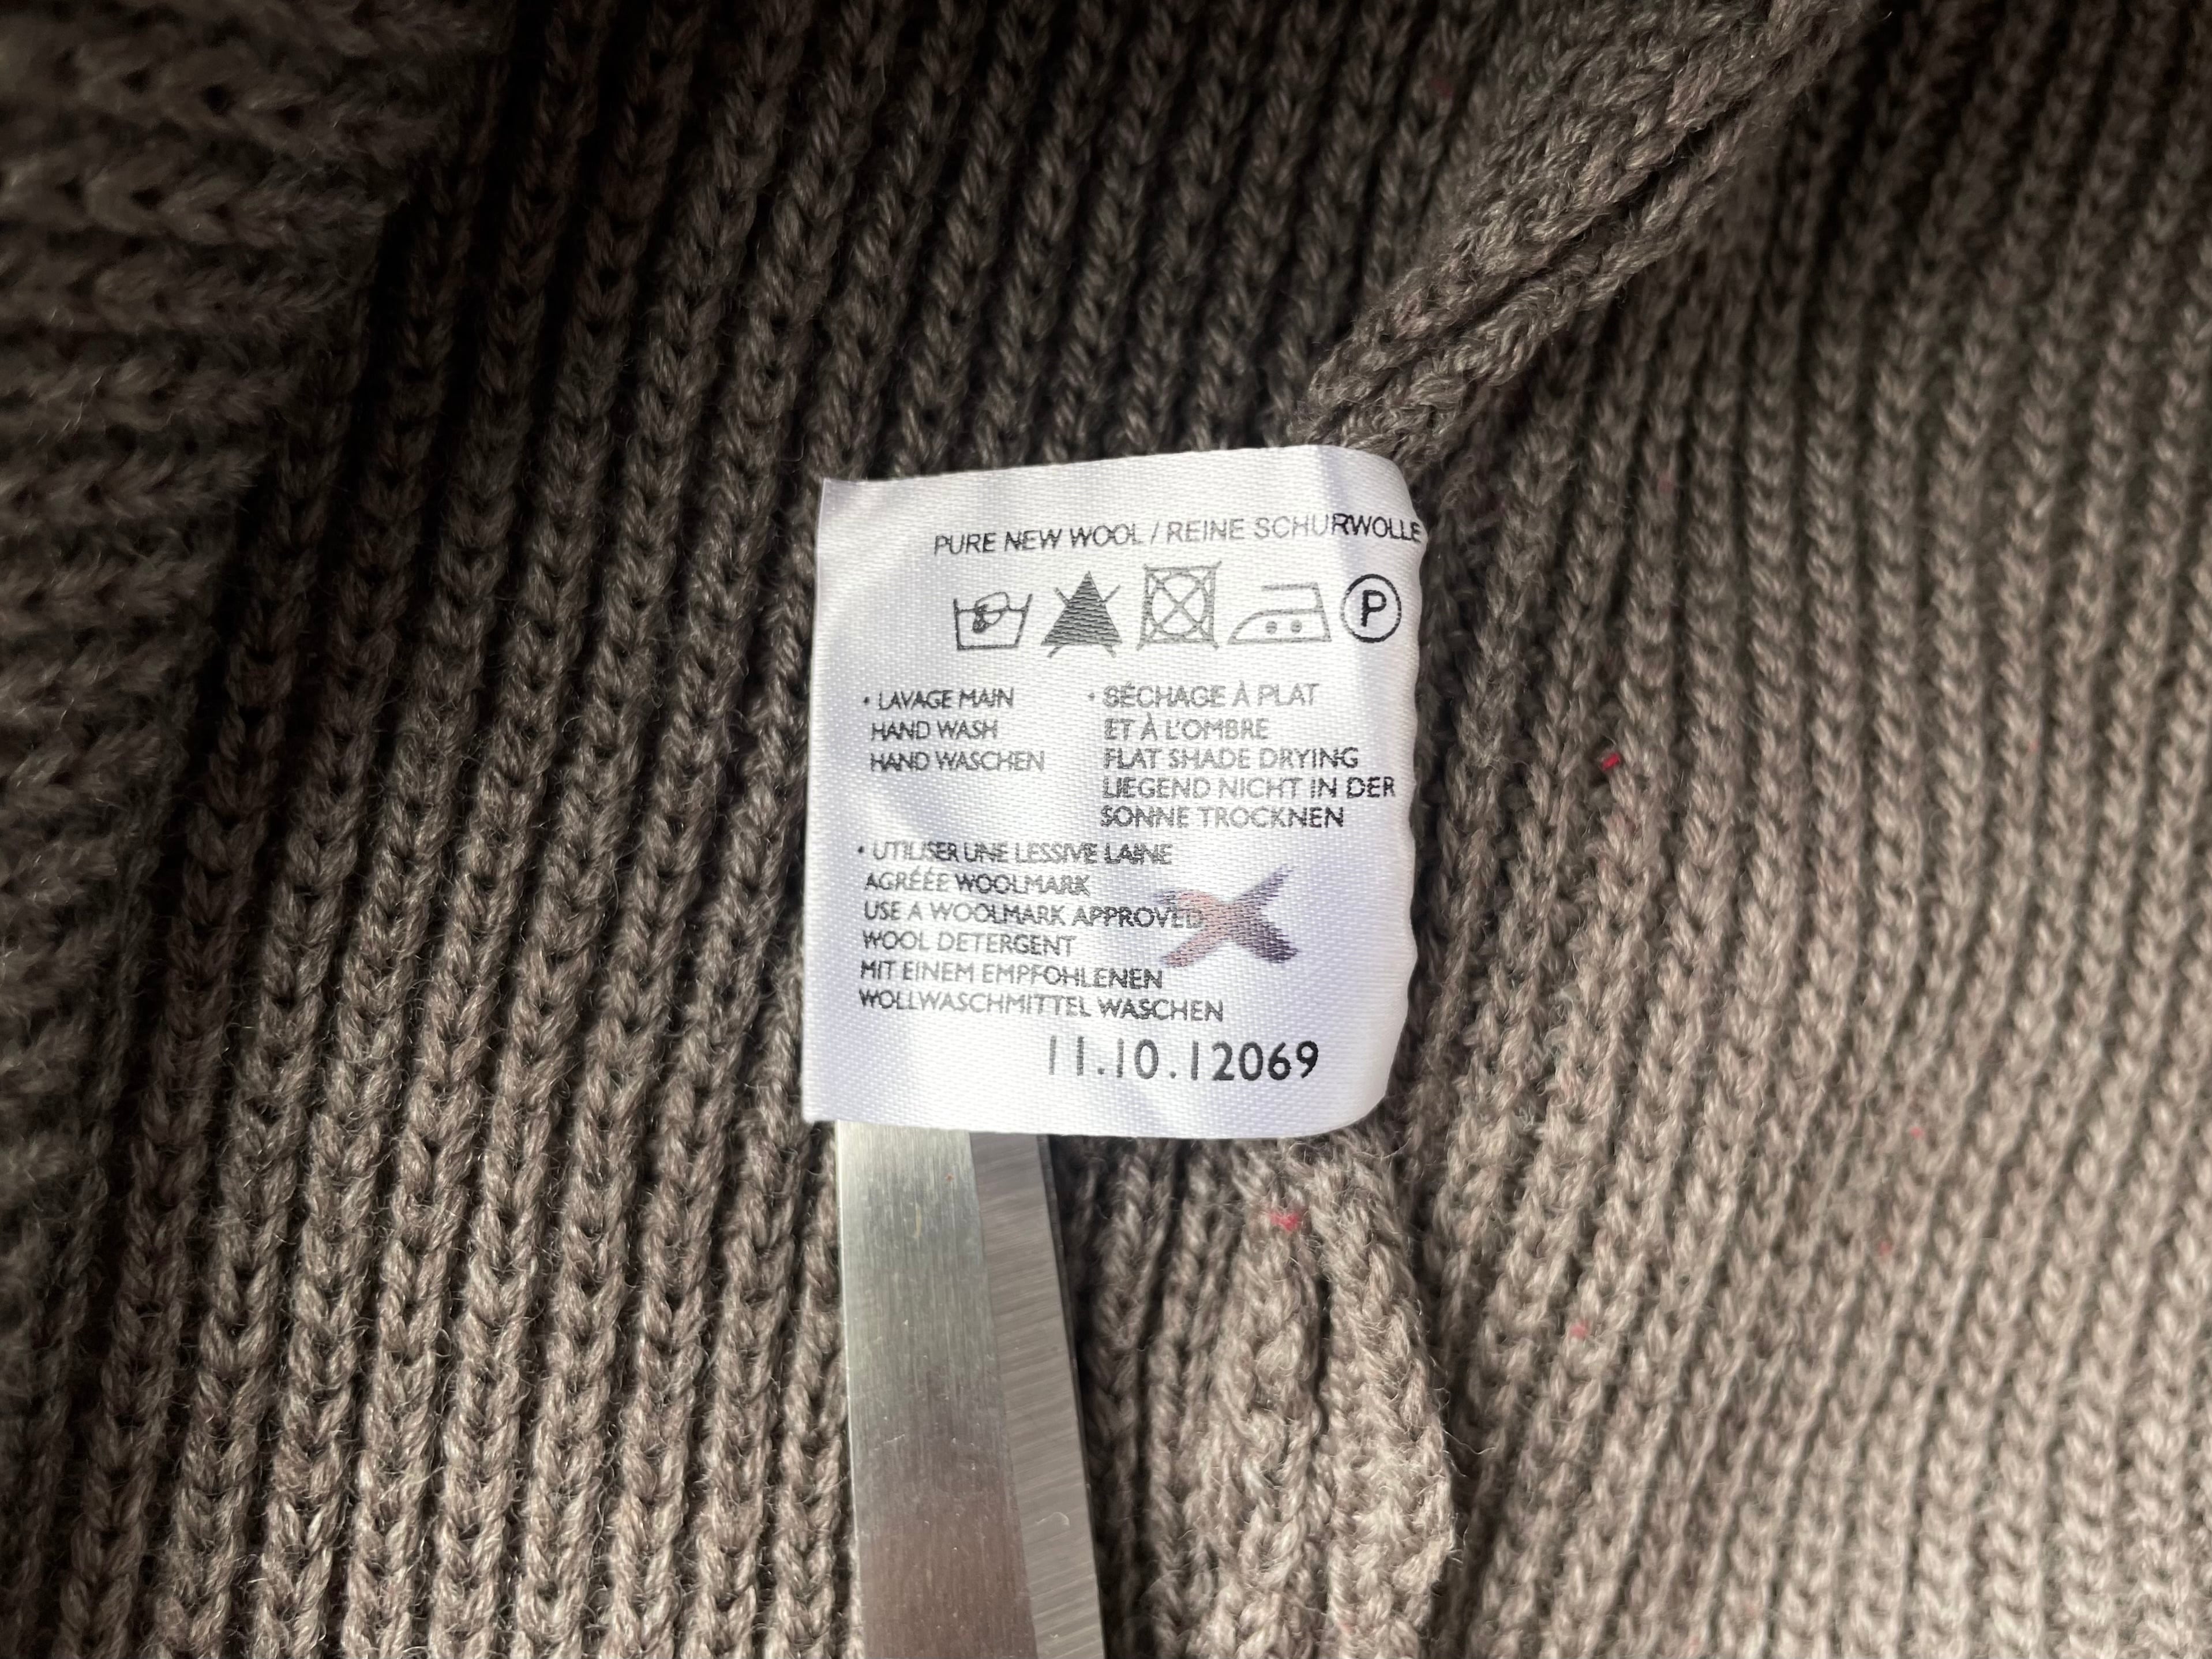 PURE NEW WOOL / REINE SCHURWOLLE
P
• LAVAGE MAIN
HAND WASH
HAND WASCHEN
• SÉCHAGE À PLAT
ET À L'OMBRE
FLAT SHADE DRYING
LIEGEND NICHT IN DER
SONNE TROCKNEN
• UTILISER UNE LESSIVE LAINE
AGRÉÉE WOOLMARK
USE A WOOLMARK APPROVED
WOOL DETERGENT
MIT EINEM EMPFOHLENEN
WOLLWASCHMITTEL WASCHEN
11.10.12069